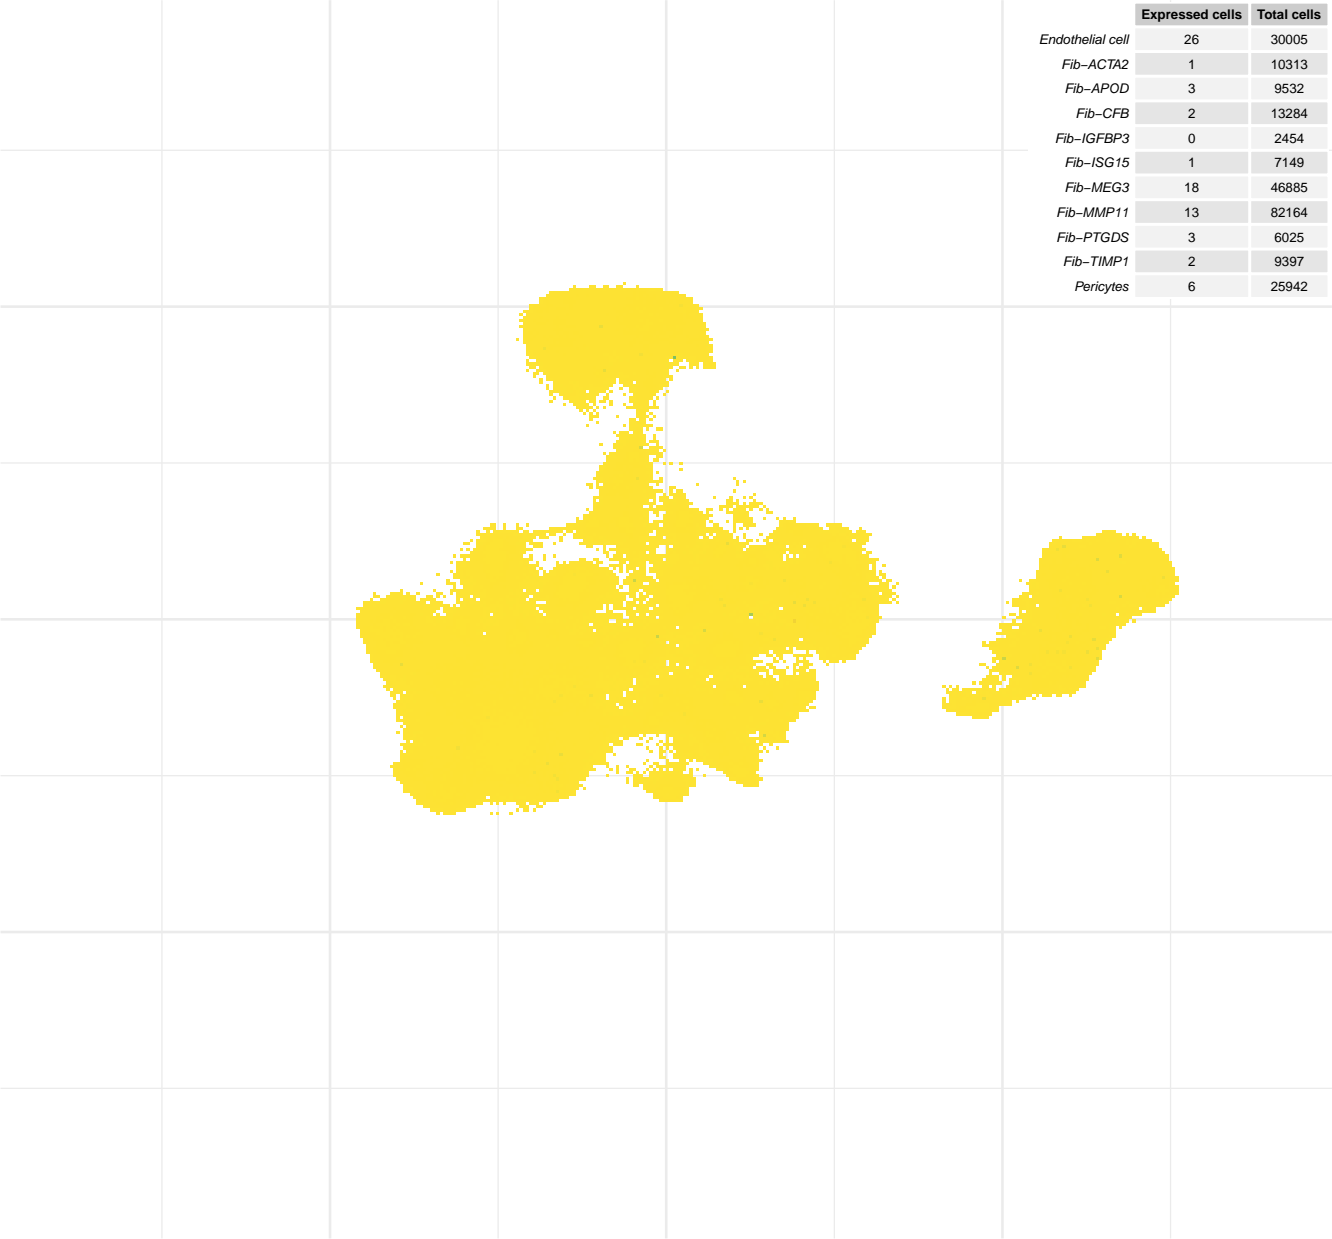 Expressed cells Total cells
Endothelial cell 26 30005
Fib−ACTA2 1 10313
Fib−APOD 3 9532
Fib−CFB 2 13284
Fib−IGFBP3 0 2454
Fib−ISG15 1 7149
Fib−MEG3 18 46885
Fib−MMP11 13 82164
Fib−PTGDS 3 6025
Fib−TIMP1 2 9397
Pericytes 6 25942